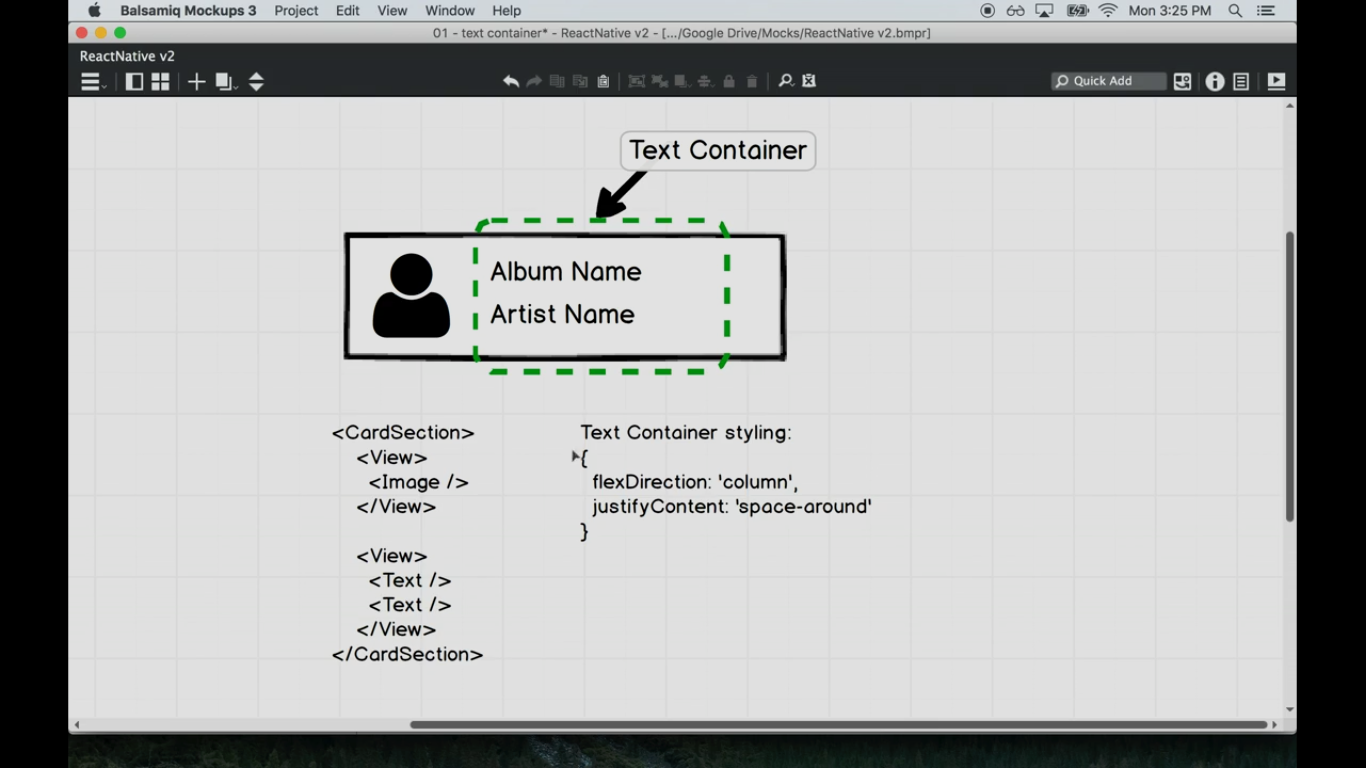 Balsamiq Mockups 3 Project Edit View Window Help Mon 3:25 PM
01 - text container* - ReactNative v2 - [.../Google Drive/Mocks/ReactNative v2.bmpr]
ReactNative v2
Quick Add
Text Container
Album Name
Artist Name
<CardSection>
<View>
<Image />
</View>
<View>
<Text />
<Text />
</View>
</CardSection>
Text Container styling:
{
flexDirection: 'column',
justifyContent: 'space-around'
}